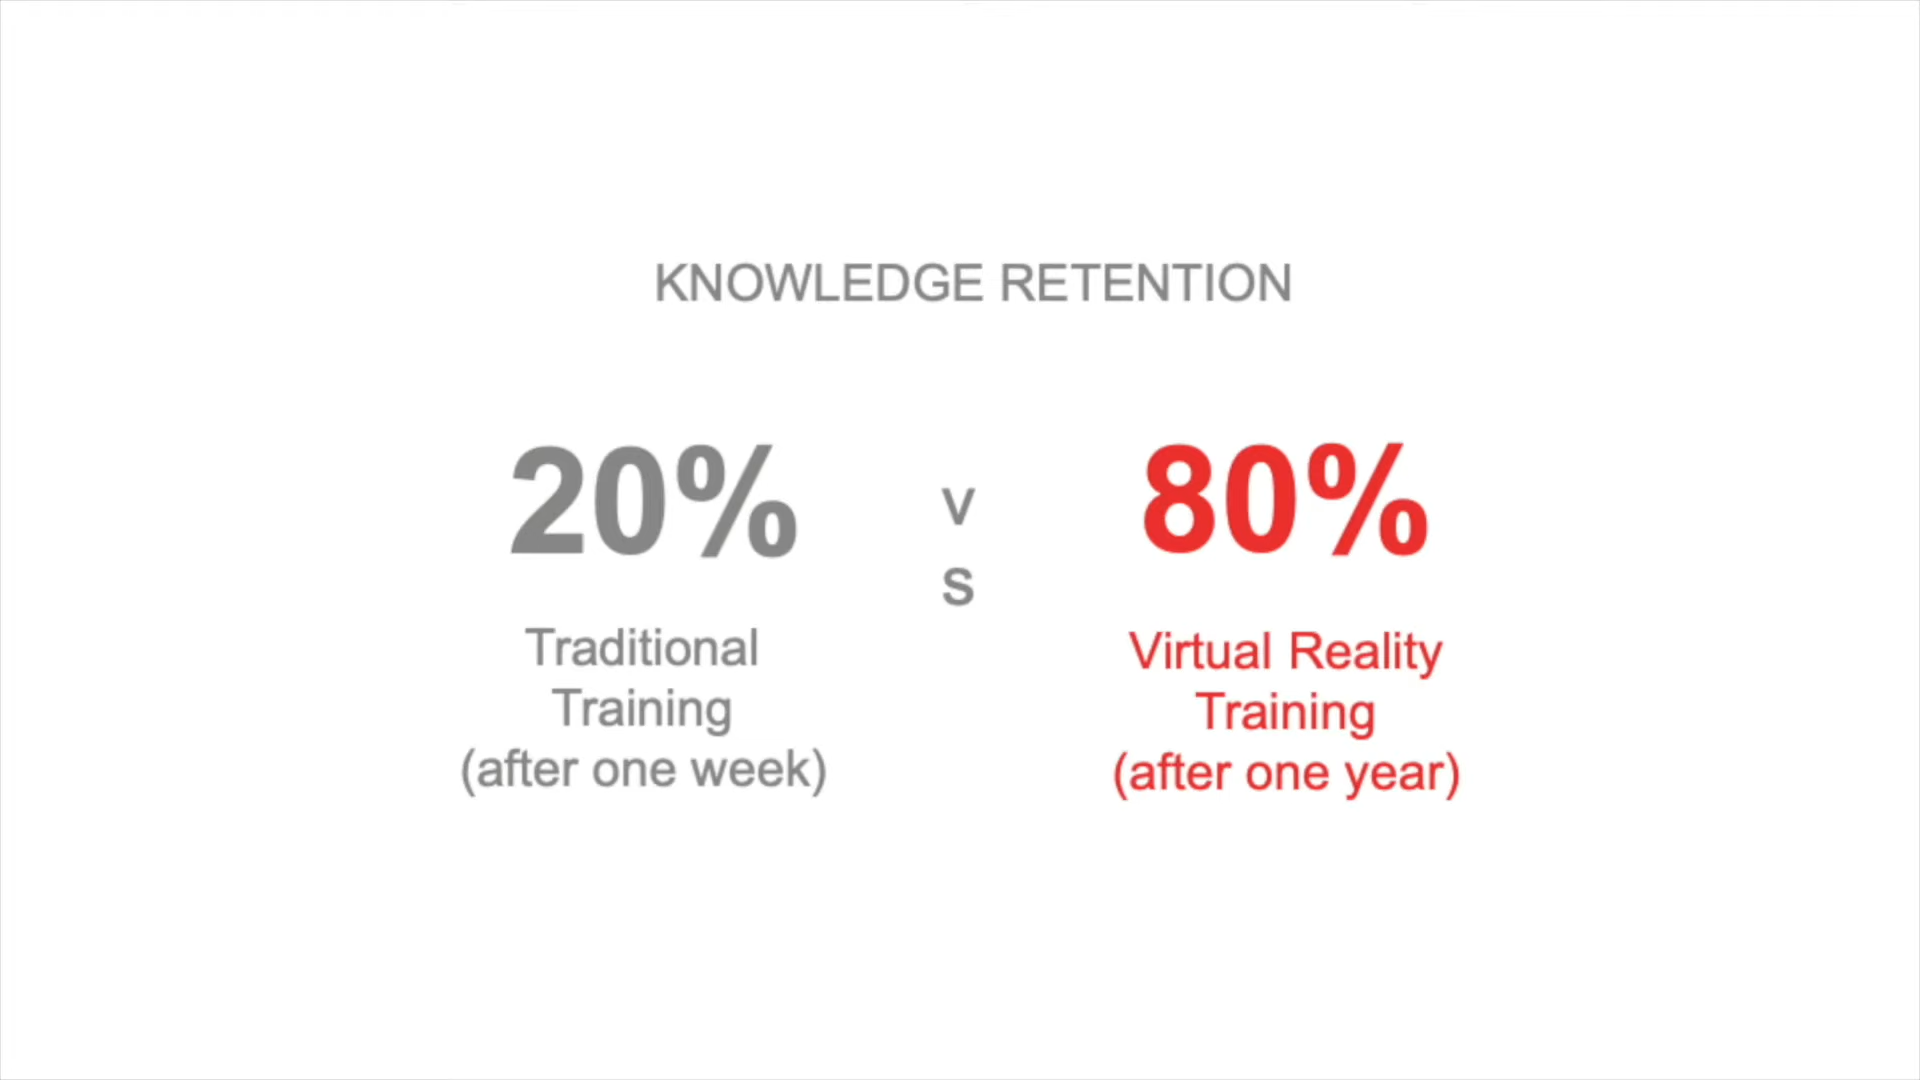 KNOWLEDGE RETENTION
20%
Traditional
Training
(after one week)
V
S
80%
Virtual Reality
Training
(after one year)